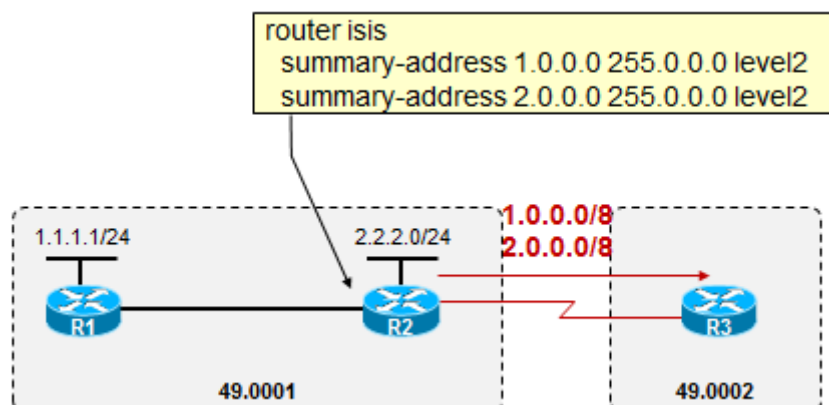 router isis
summary-address 1.0.0.0 255.0.0.0 level2
summary-address 2.0.0.0 255.0.0.0 level2
1.0.0.0/8
2.0.0.0/8
1.1.1.1/24
2.2.2.0/24
R1
R2
R3
49.0001
49.0002